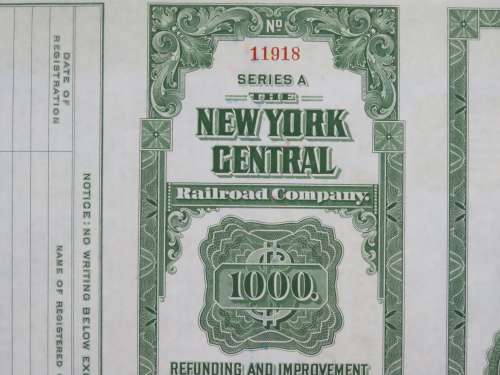 No
11918
SERIES A
THE
NEW YORK
CENTRAL
Railroad Company.
1000.
REFUNDING AND IMPROVEMENT
DATE OF
REGISTRATION
NAME OF REGISTERED
NOTICE: NO WRITING BELOW EX